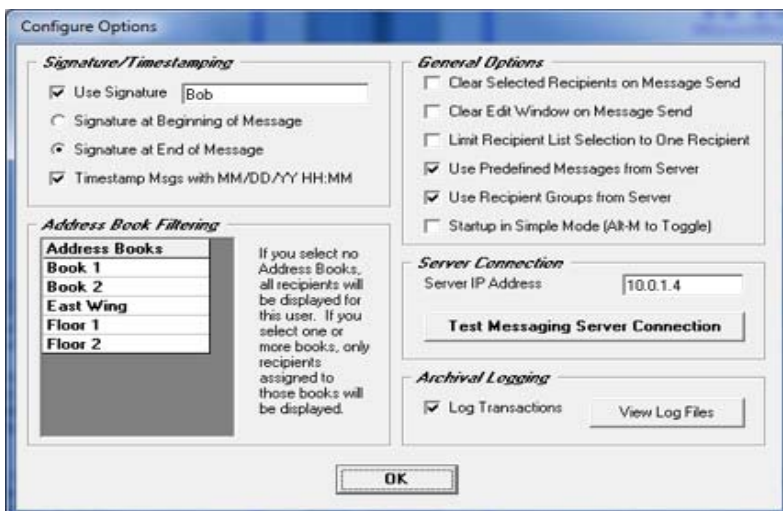 Configure Options
Signature/Timestamping
Use Signature
Bob
Signature at Beginning of Message
Signature at End of Message
Timestamp Msgs with MM/DD/YY HH:MM
Address Book Filtering
Address Books
Book 1
Book 2
East Wing
Floor 1
Floor 2
If you select no
Address Books,
all recipients will
be displayed for
this user. If you
select one or
more books, only
recipients
assigned to
those books will
be displayed.
General Options
Clear Selected Recipients on Message Send
Clear Edit Window on Message Send
Limit Recipient List Selection to One Recipient
Use Predefined Messages from Server
Use Recipient Groups from Server
Startup in Simple Mode (Alt-M to Toggle)
Server Connection
Server IP Address
10.0.1.4
Test Messaging Server Connection
Archival Logging
Log Transactions
View Log Files
OK